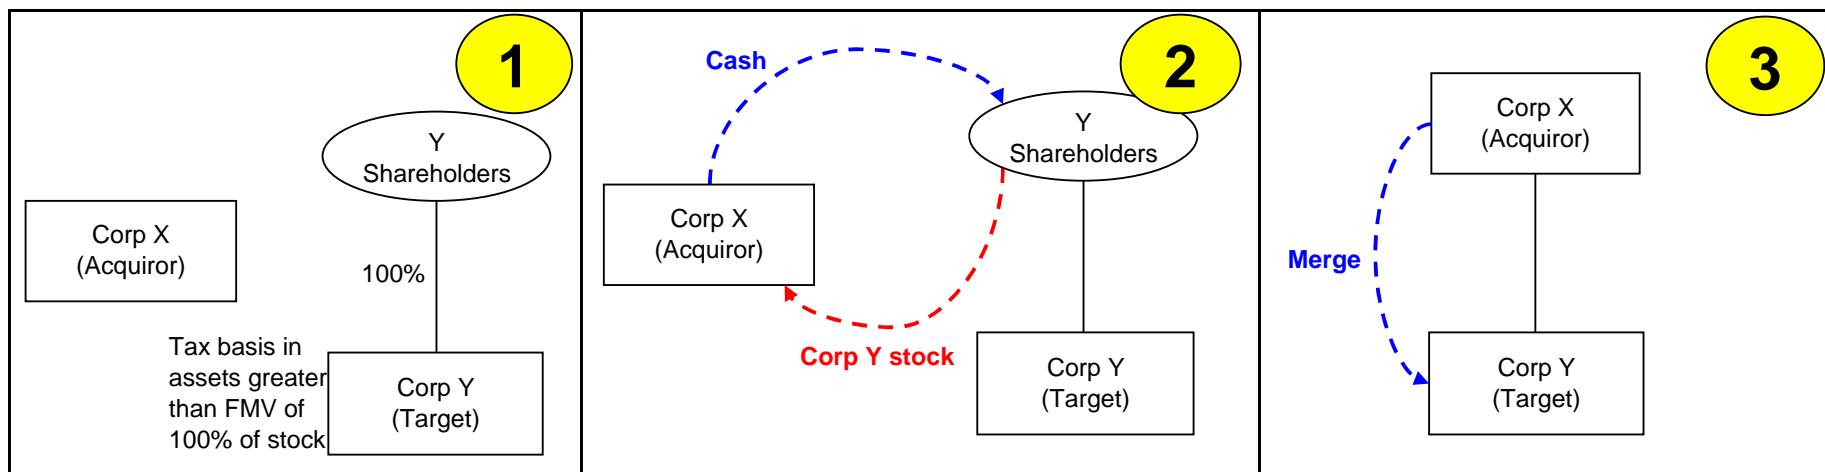 1
Y
Shareholders
Corp X
(Acquiror)
100%
Tax basis in
assets greater
than FMV of
100% of stock
Corp Y
(Target)
2
Cash
Y
Shareholders
Corp X
(Acquiror)
Corp Y stock
Corp Y
(Target)
3
Corp X
(Acquiror)
Merge
Corp Y
(Target)